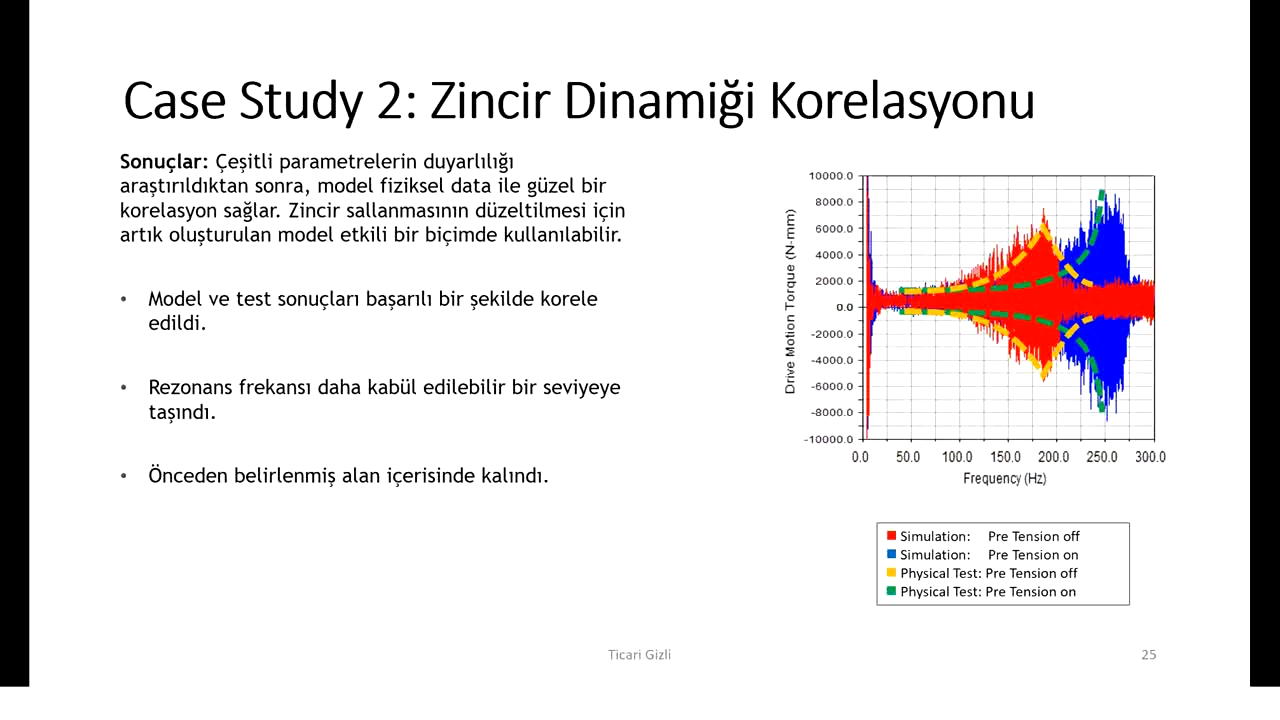 Case Study 2: Zincir Dinamiği Korelasyonu
Sonuçlar: Çeşitli parametrelerin duyarlılığı
araştırıldıktan sonra, model fiziksel data ile güzel bir
korelasyon sağlar. Zincir sallanmasının düzeltilmesi için
artık oluşturulan model etkili bir biçimde kullanılabilir.
• Model ve test sonuçları başarılı bir şekilde korele
edildi.
• Rezonans frekansı daha kabül edilebilir bir seviyeye
taşındı.
• Önceden belirlenmiş alan içerisinde kalındı.
Drive Motion Torque (N-mm)
10000.0
8000.0
6000.0
4000.0
2000.0
0.0
-2000.0
-4000.0
-6000.0
-8000.0
-10000.0
0.0 50.0 100.0 150.0 200.0 250.0 300.0
Frequency (Hz)
Simulation: Pre Tension off
Simulation: Pre Tension on
Physical Test: Pre Tension off
Physical Test: Pre Tension on
Ticari Gizli
25